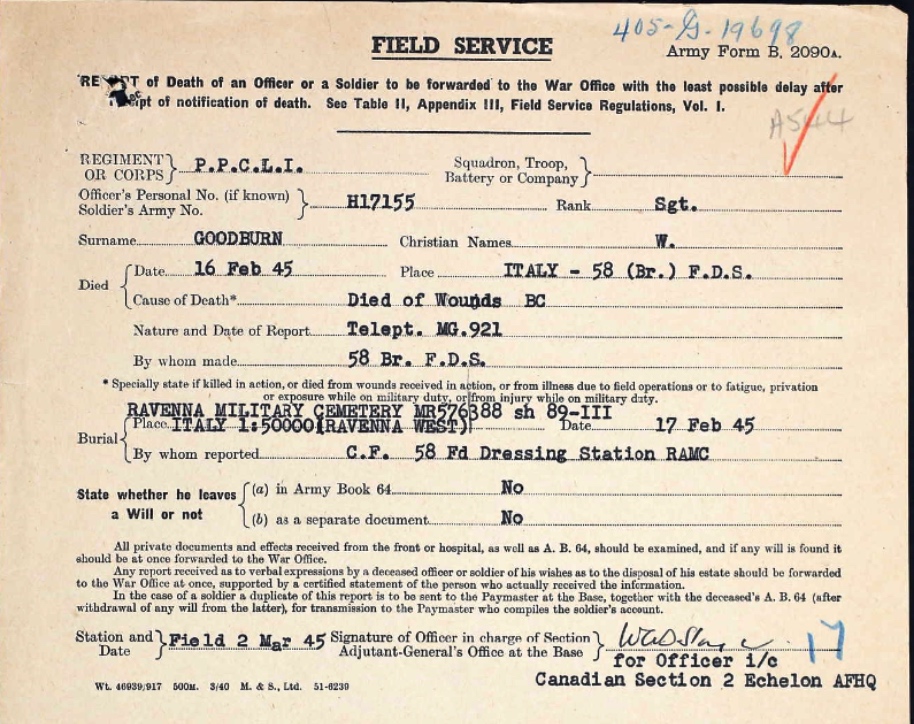 405-G-19698
FIELD SERVICE
Army Form B. 2090A.
REPORT of Death of an Officer or a Soldier to be forwarded to the War Office with the least possible delay after
receipt of notification of death. See Table II, Appendix III, Field Service Regulations, Vol. I.
A544
REGIMENT OR CORPS } P.P.C.L.I. Squadron, Troop, Battery or Company }
Officer's Personal No. (if known) Soldier's Army No. } H17155 Rank Sgt.
Surname GOODBURN Christian Names W.
Died { Date 16 Feb 45 Place ITALY - 58 (Br.) F.D.S.
Cause of Death* Died of Wounds BC
Nature and Date of Report Telept. MG.921
By whom made 58 Br. F.D.S.
* Specially state if killed in action, or died from wounds received in action, or from illness due to field operations or to fatigue, privation
or exposure while on military duty, or from injury while on military duty.
RAVENNA MILITARY CEMETERY MR576388 sh 89-III
Burial { Place ITALY 1:50000 (RAVENNA WEST) Date 17 Feb 45
By whom reported C.F. 58 Fd Dressing Station RAMC
State whether he leaves a Will or not { (a) in Army Book 64 No
(b) as a separate document No
All private documents and effects received from the front or hospital, as well as A. B. 64, should be examined, and if any will is found it
should be at once forwarded to the War Office.
Any report received as to verbal expressions by a deceased officer or soldier of his wishes as to the disposal of his estate should be forwarded
to the War Office at once, supported by a certified statement of the person who actually received the information.
In the case of a soldier a duplicate of this report is to be sent to the Paymaster at the Base, together with the deceased's A. B. 64 (after
withdrawal of any will from the latter), for transmission to the Paymaster who compiles the soldier's account.
Station and Date } Field 2 Mar 45 Signature of Officer in charge of Section Adjutant-General's Office at the Base } 17
for Officer i/c
Canadian Section 2 Echelon AFHQ
Wt. 46939/917 500M. 3/40 M. & S., Ltd. 51-6239